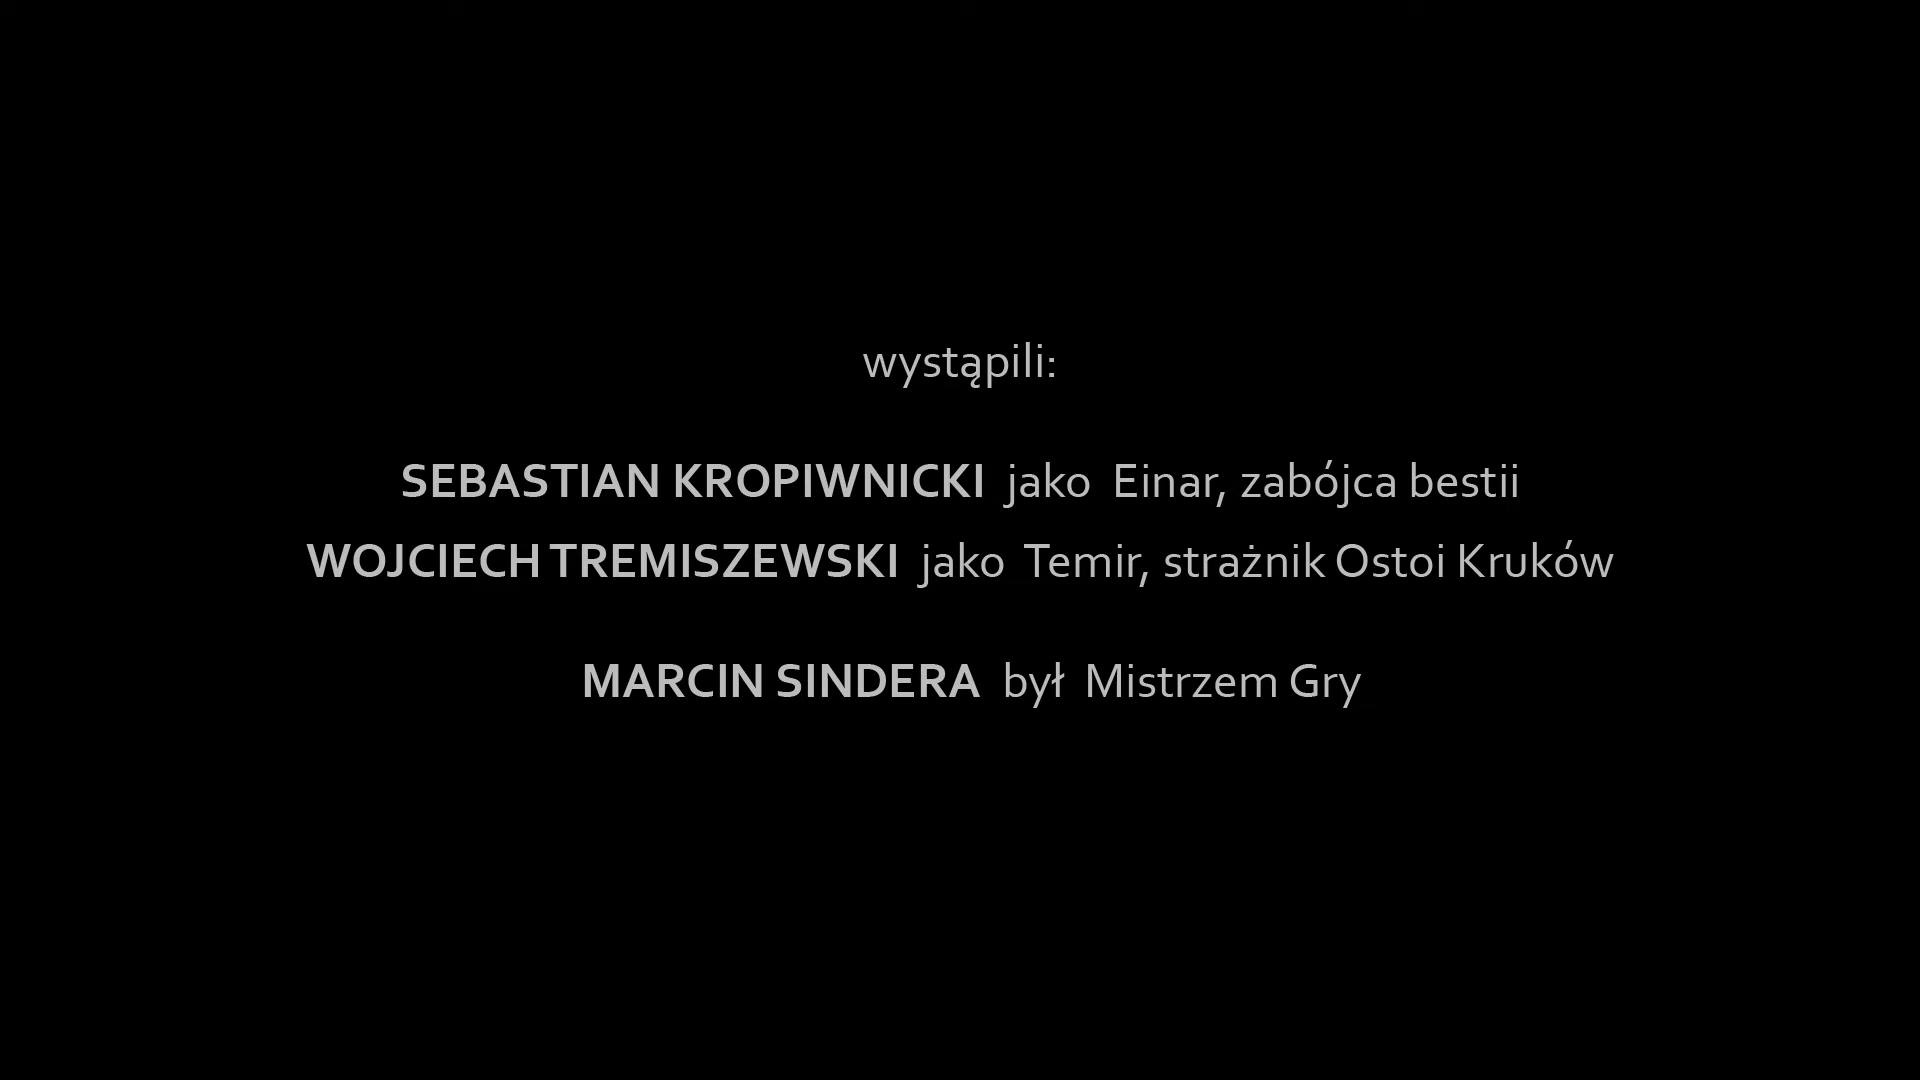 wystąpili:
SEBASTIAN KROPIWNICKI jako Einar, zabójca bestii
WOJCIECH TREMISZEWSKI jako Temir, strażnik Ostoi Kruków
MARCIN SINDERA był Mistrzem Gry